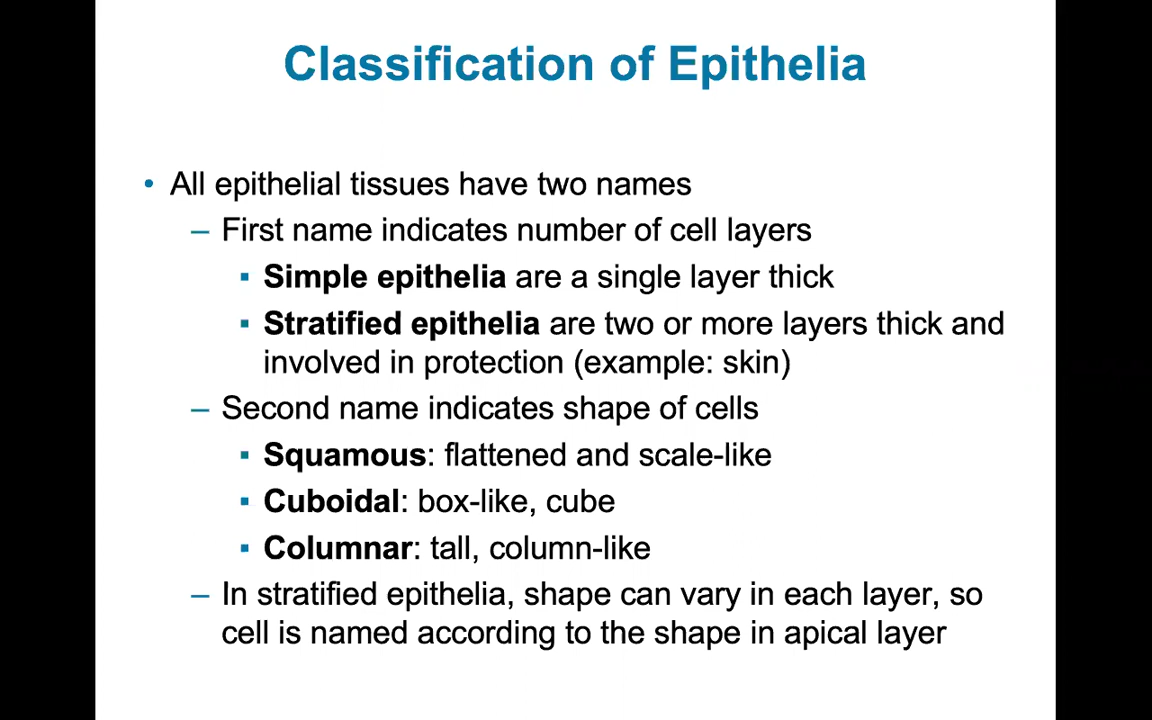 Classification of Epithelia
• All epithelial tissues have two names
– First name indicates number of cell layers
▪ Simple epithelia are a single layer thick
▪ Stratified epithelia are two or more layers thick and
involved in protection (example: skin)
– Second name indicates shape of cells
▪ Squamous: flattened and scale-like
▪ Cuboidal: box-like, cube
▪ Columnar: tall, column-like
– In stratified epithelia, shape can vary in each layer, so
cell is named according to the shape in apical layer